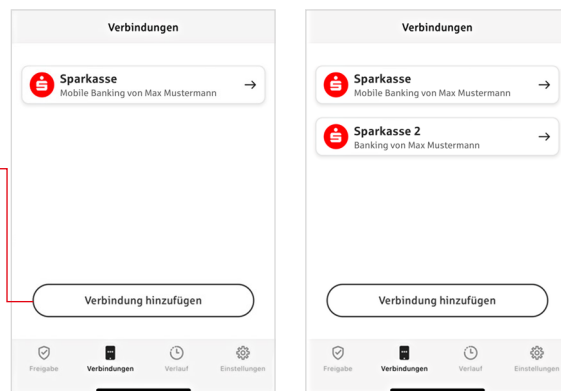 Verbindungen
Sparkasse
Mobile Banking von Max Mustermann
Verbindung hinzufügen
Freigabe
Verbindungen
Verlauf
Einstellungen
Verbindungen
Sparkasse
Mobile Banking von Max Mustermann
Sparkasse 2
Banking von Max Mustermann
Verbindung hinzufügen
Freigabe
Verbindungen
Verlauf
Einstellungen